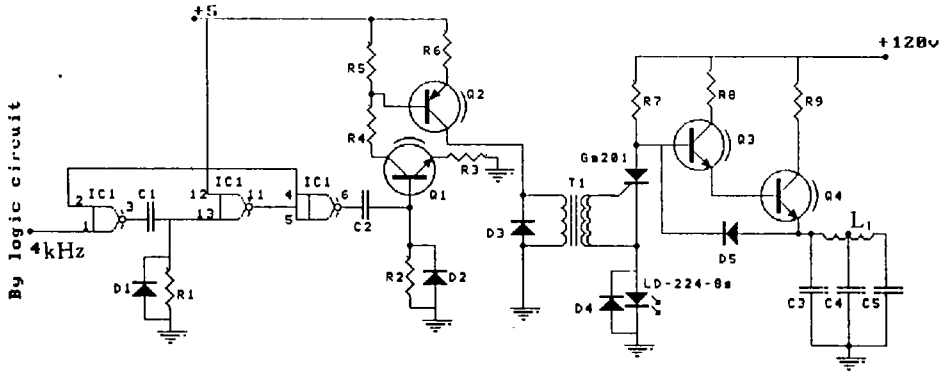 By logic circuit
+5
R5
R6
Q2
R4
Q1
R3
2
IC1
3
C1
1
4kHz
12
IC1
11
13
4
IC1
6
5
C2
D1
R1
R2
D2
D3
T1
Ga201
R7
R8
Q3
R9
Q4
+120v
D5
L1
LD-224-8s
D4
C3
C4
C5